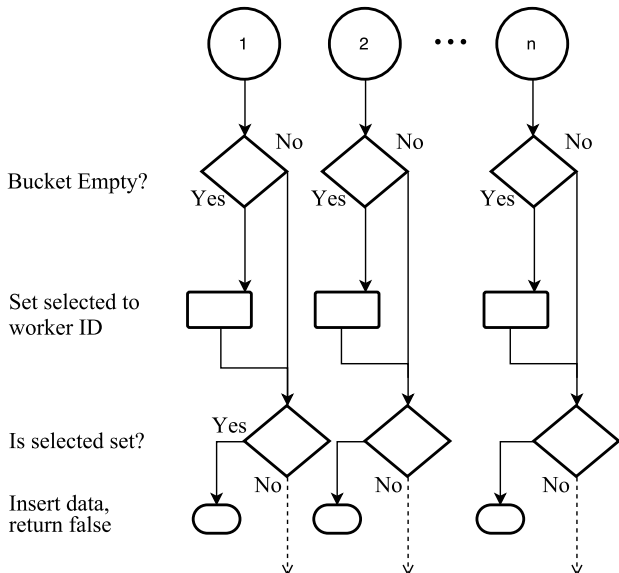 1
2
•••
n
No
No
No
Bucket Empty?
Yes
Yes
Yes
Set selected to
worker ID
Yes
Is selected set?
No
No
No
Insert data,
return false